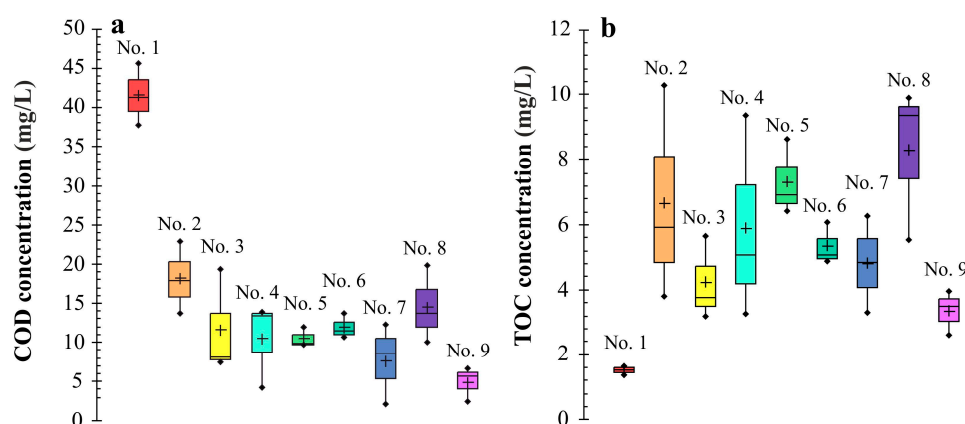 a
COD concentration (mg/L)
50
45
40
35
30
25
20
15
10
5
0
No. 1
No. 2
No. 3
No. 4
No. 5
No. 6
No. 7
No. 8
No. 9
b
TOC concentration (mg/L)
12
10
8
6
4
2
0
No. 1
No. 2
No. 3
No. 4
No. 5
No. 6
No. 7
No. 8
No. 9